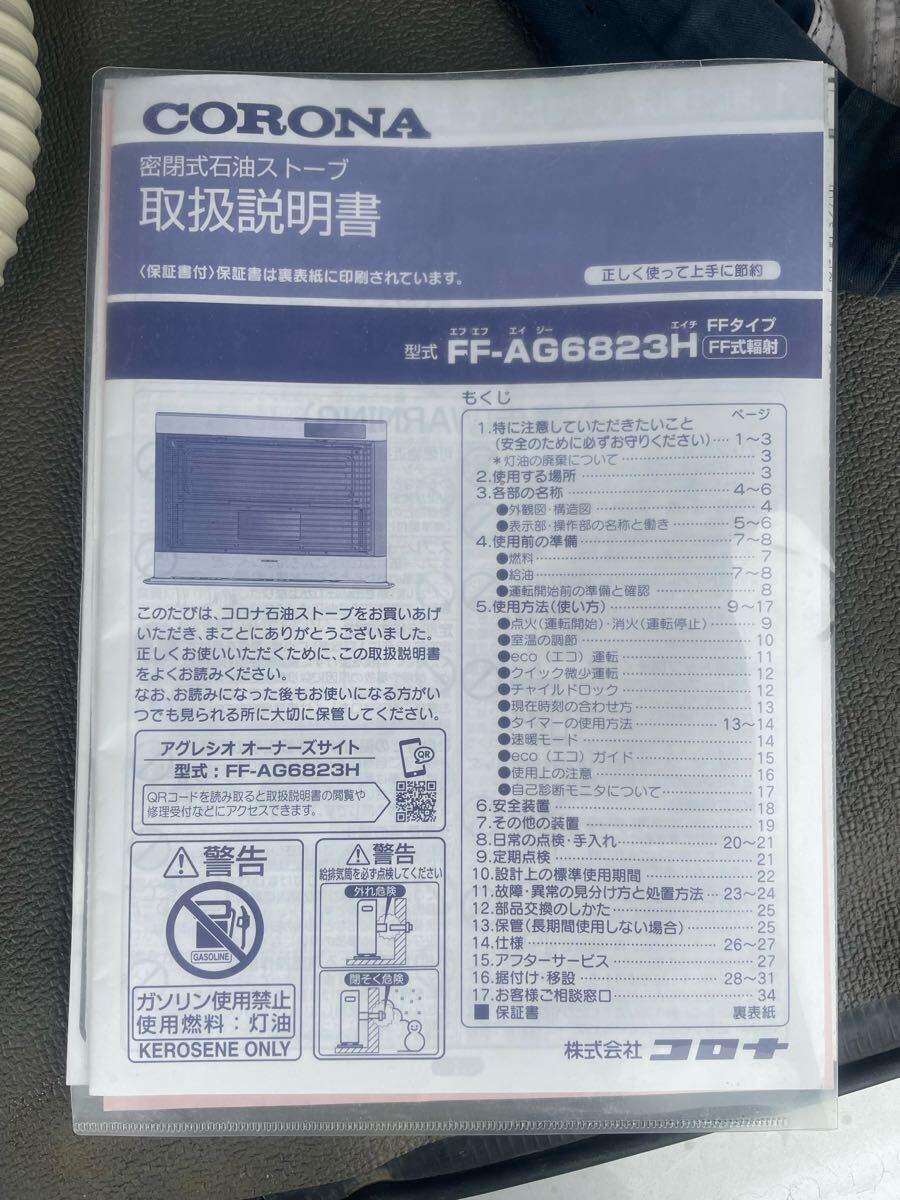 CORONA
密閉式石油ストーブ
取扱説明書
〈保証書付〉保証書は裏表紙に印刷されています。
正しく使って上手に節約
エフ エフ エイ ジー エイチ
型式 FF-AG6823H FFタイプ
FF式輻射
このたびは、コロナ石油ストーブをお買いあげ
いただき、まことにありがとうございました。
正しくお使いいただくために、この取扱説明書
をよくお読みください。
なお、お読みになった後もお使いになる方がい
つでも見られる所に大切に保管してください。
アグレシオ オーナーズサイト
型式：FF-AG6823H
QR
QRコードを読み取ると取扱説明書の閲覧や
修理受付などにアクセスできます。
警告
GASOLINE
ガソリン使用禁止
使用燃料：灯油
KEROSENE ONLY
警告
給排気筒を必ず点検してください
外れ危険
閉そく危険
もくじ
ページ
1.特に注意していただきたいこと
(安全のために必ずお守りください)‥‥ 1〜3
＊灯油の廃棄について 3
2.使用する場所 3
3.各部の名称 4〜6
●外観図・構造図 4
●表示部・操作部の名称と働き 5〜6
4.使用前の準備 7〜8
●燃料 7
●給油 7〜8
●運転開始前の準備と確認 8
5.使用方法(使い方) 9〜17
●点火(運転開始)・消火(運転停止) 9
●室温の調節 10
●eco（エコ）運転 11
●クイック微少運転 12
●チャイルドロック 12
●現在時刻の合わせ方 13
●タイマーの使用方法 13〜14
●速暖モード 14
●eco（エコ）ガイド 15
●使用上の注意 16
●自己診断モニタについて 17
6.安全装置 18
7.その他の装置 19
8.日常の点検・手入れ 20〜21
9.定期点検 21
10.設計上の標準使用期間 22
11.故障・異常の見分け方と処置方法 23〜24
12.部品交換のしかた 25
13.保管(長期間使用しない場合) 25
14.仕様 26〜27
15.アフターサービス 27
16.据付け・移設 28〜31
17.お客様ご相談窓口 34
■ 保証書 裏表紙
株式会社 コロナ